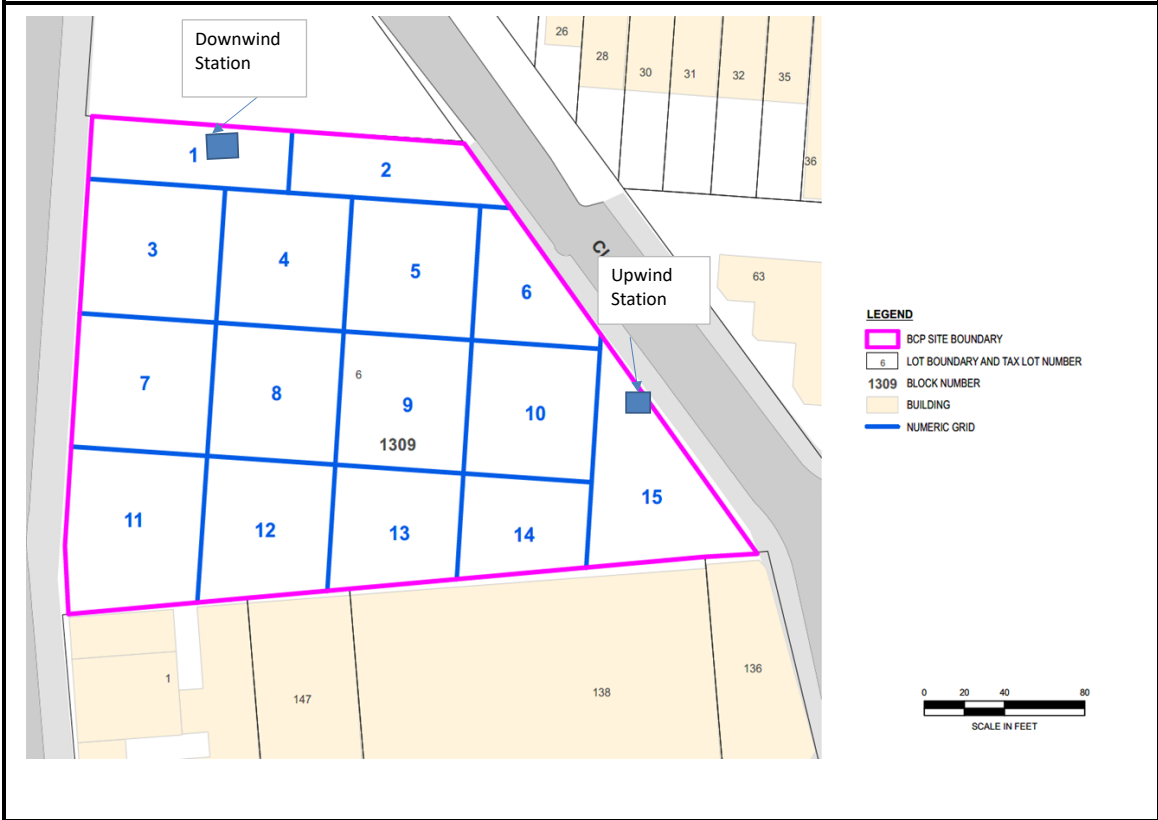 Downwind
Station
26
28
30
31
32
35
36
1
2
3
4
5
6
Upwind
Station
63
7
8
6
9
10
1309
11
12
13
14
15
1
147
138
136
LEGEND
BCP SITE BOUNDARY
6 LOT BOUNDARY AND TAX LOT NUMBER
1309 BLOCK NUMBER
BUILDING
NUMERIC GRID
0 20 40 80
SCALE IN FEET